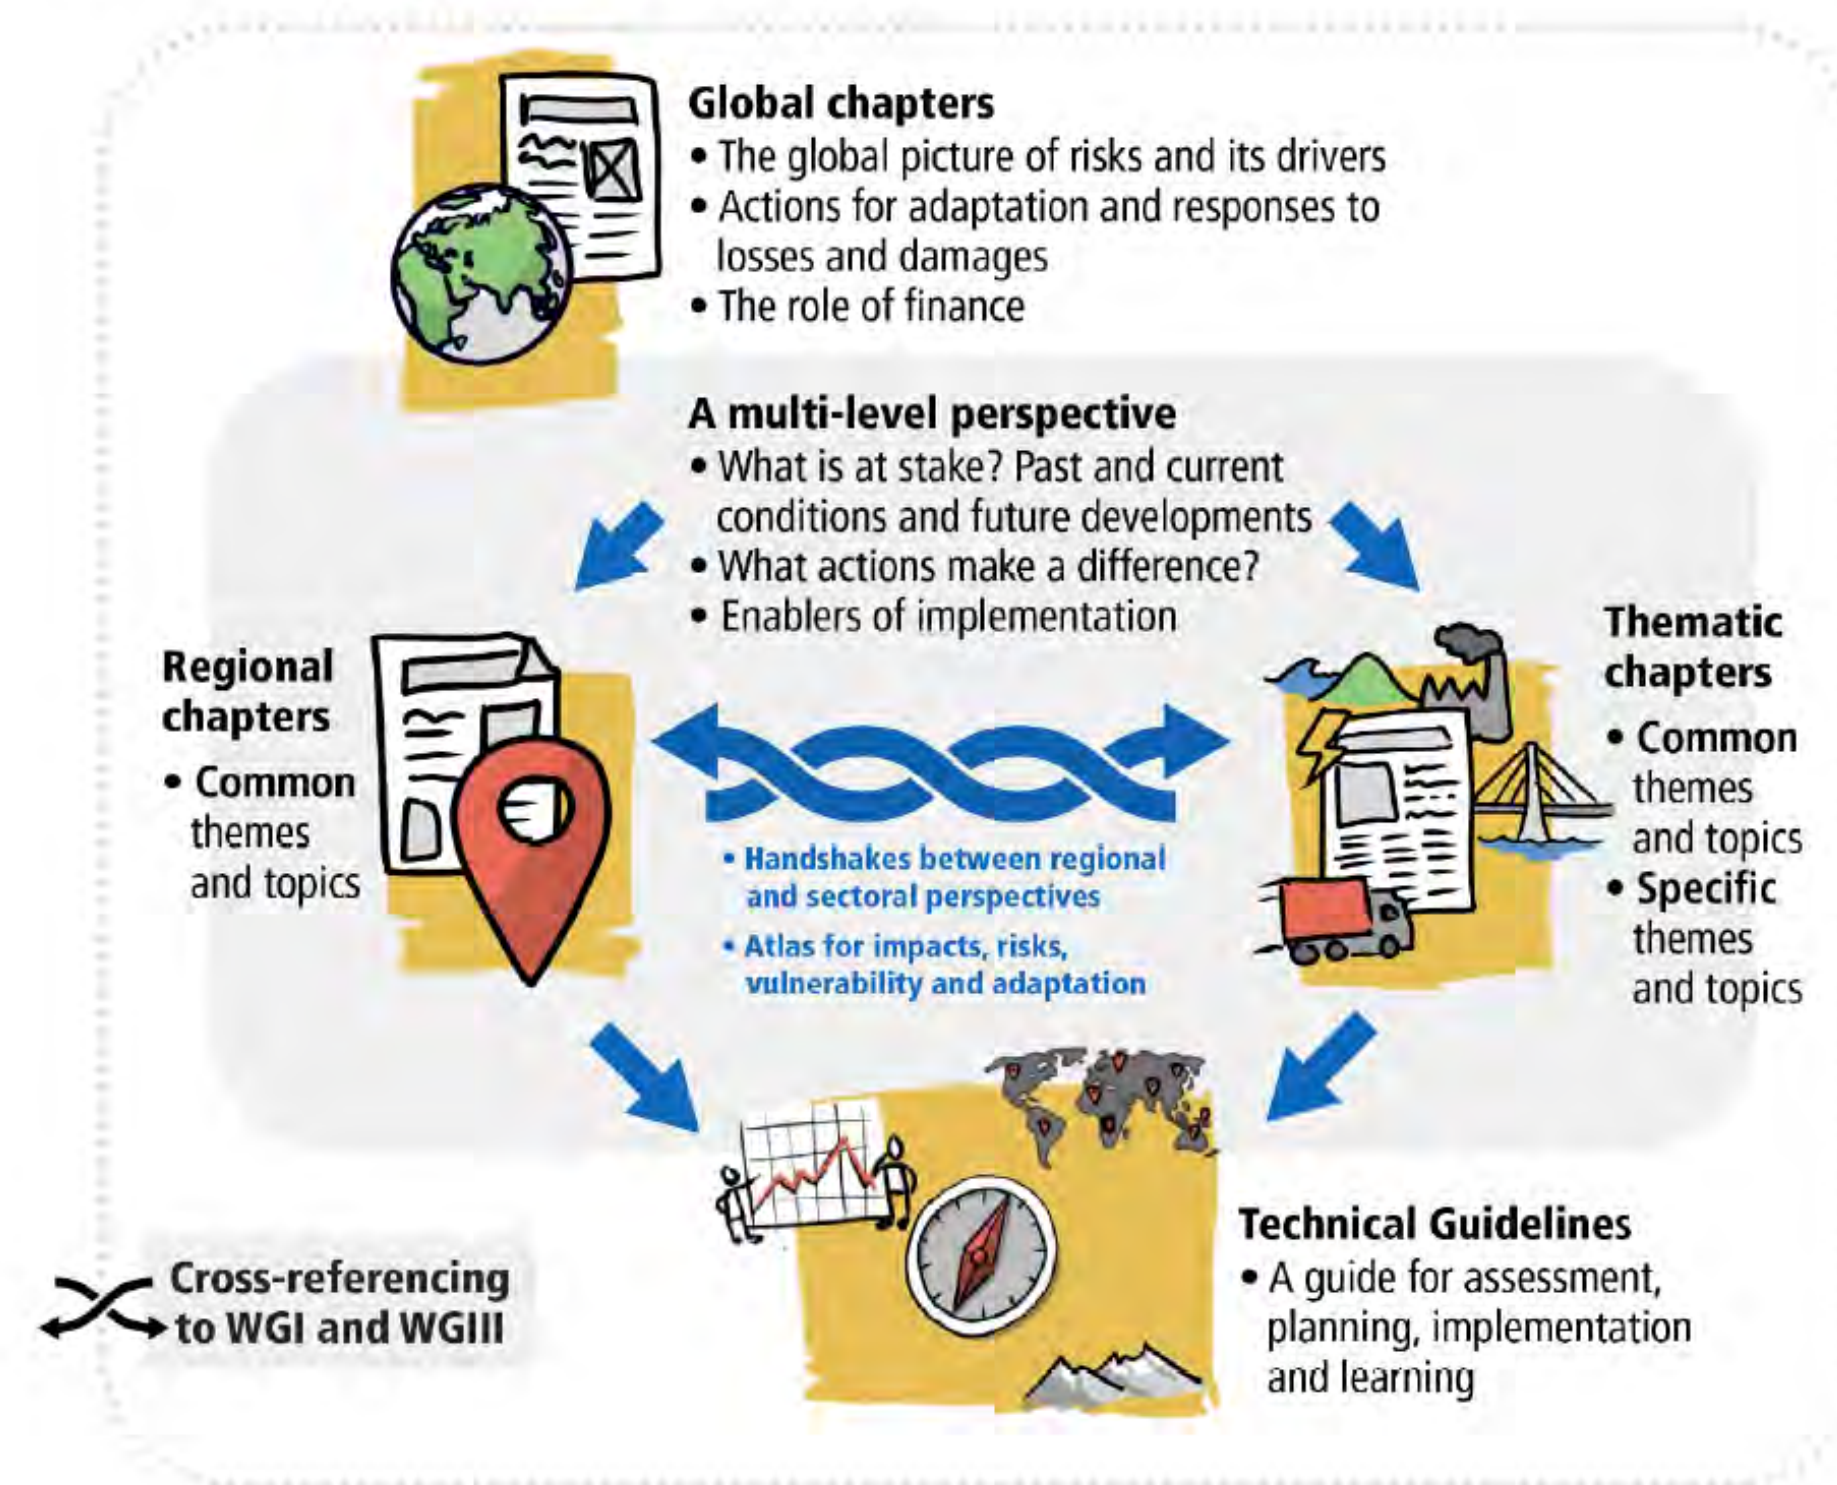 Global chapters
• The global picture of risks and its drivers
• Actions for adaptation and responses to
losses and damages
• The role of finance
A multi-level perspective
• What is at stake? Past and current
conditions and future developments
• What actions make a difference?
• Enablers of implementation
Regional
chapters
• Common
themes
and topics
Thematic
chapters
• Common
themes
and topics
• Specific
themes
and topics
• Handshakes between regional
and sectoral perspectives
• Atlas for impacts, risks,
vulnerability and adaptation
Technical Guidelines
• A guide for assessment,
planning, implementation
and learning
Cross-referencing
to WGI and WGIII